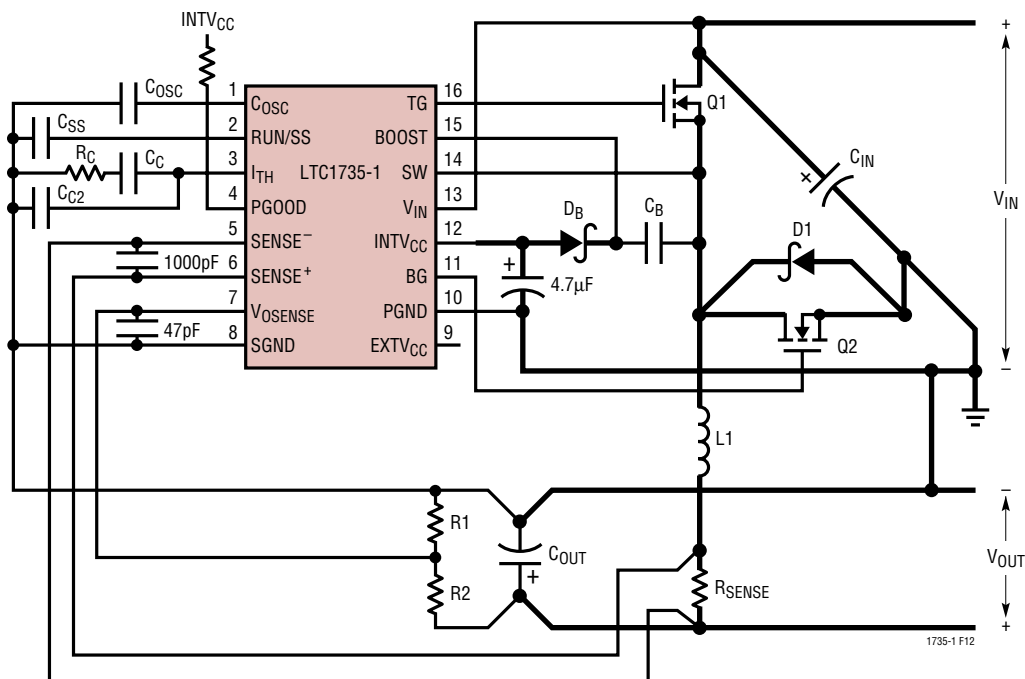 INTVCC
+
COSC
1
COSC
TG
16
Q1
CSS
2
RUN/SS
BOOST
15
RC
CC
3
ITH
LTC1735-1
SW
14
+
CIN
VIN
CC2
4
PGOOD
VIN
13
DB
CB
D1
5
SENSE−
INTVCC
12
1000pF
6
SENSE+
BG
11
+
4.7µF
7
VOSENSE
PGND
10
47pF
8
SGND
EXTVCC
9
Q2
−
L1
−
R1
COUT
VOUT
+
R2
RSENSE
+
1735-1 F12